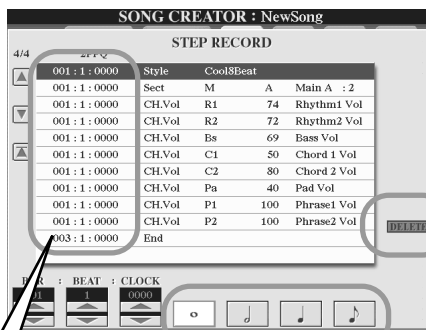 SONG CREATOR : NewSong
STEP RECORD
4/4
001 : 1 : 0000 Style Cool8Beat
001 : 1 : 0000 Sect M A Main A : 2
001 : 1 : 0000 CH.Vol R1 74 Rhythm1 Vol
001 : 1 : 0000 CH.Vol R2 72 Rhythm2 Vol
001 : 1 : 0000 CH.Vol Bs 69 Bass Vol
001 : 1 : 0000 CH.Vol C1 50 Chord 1 Vol
001 : 1 : 0000 CH.Vol C2 80 Chord 2 Vol
001 : 1 : 0000 CH.Vol Pa 40 Pad Vol
001 : 1 : 0000 CH.Vol P1 100 Phrase1 Vol
001 : 1 : 0000 CH.Vol P2 100 Phrase2 Vol
003 : 1 : 0000 End
DELETE
: BEAT : CLOCK
1 0000